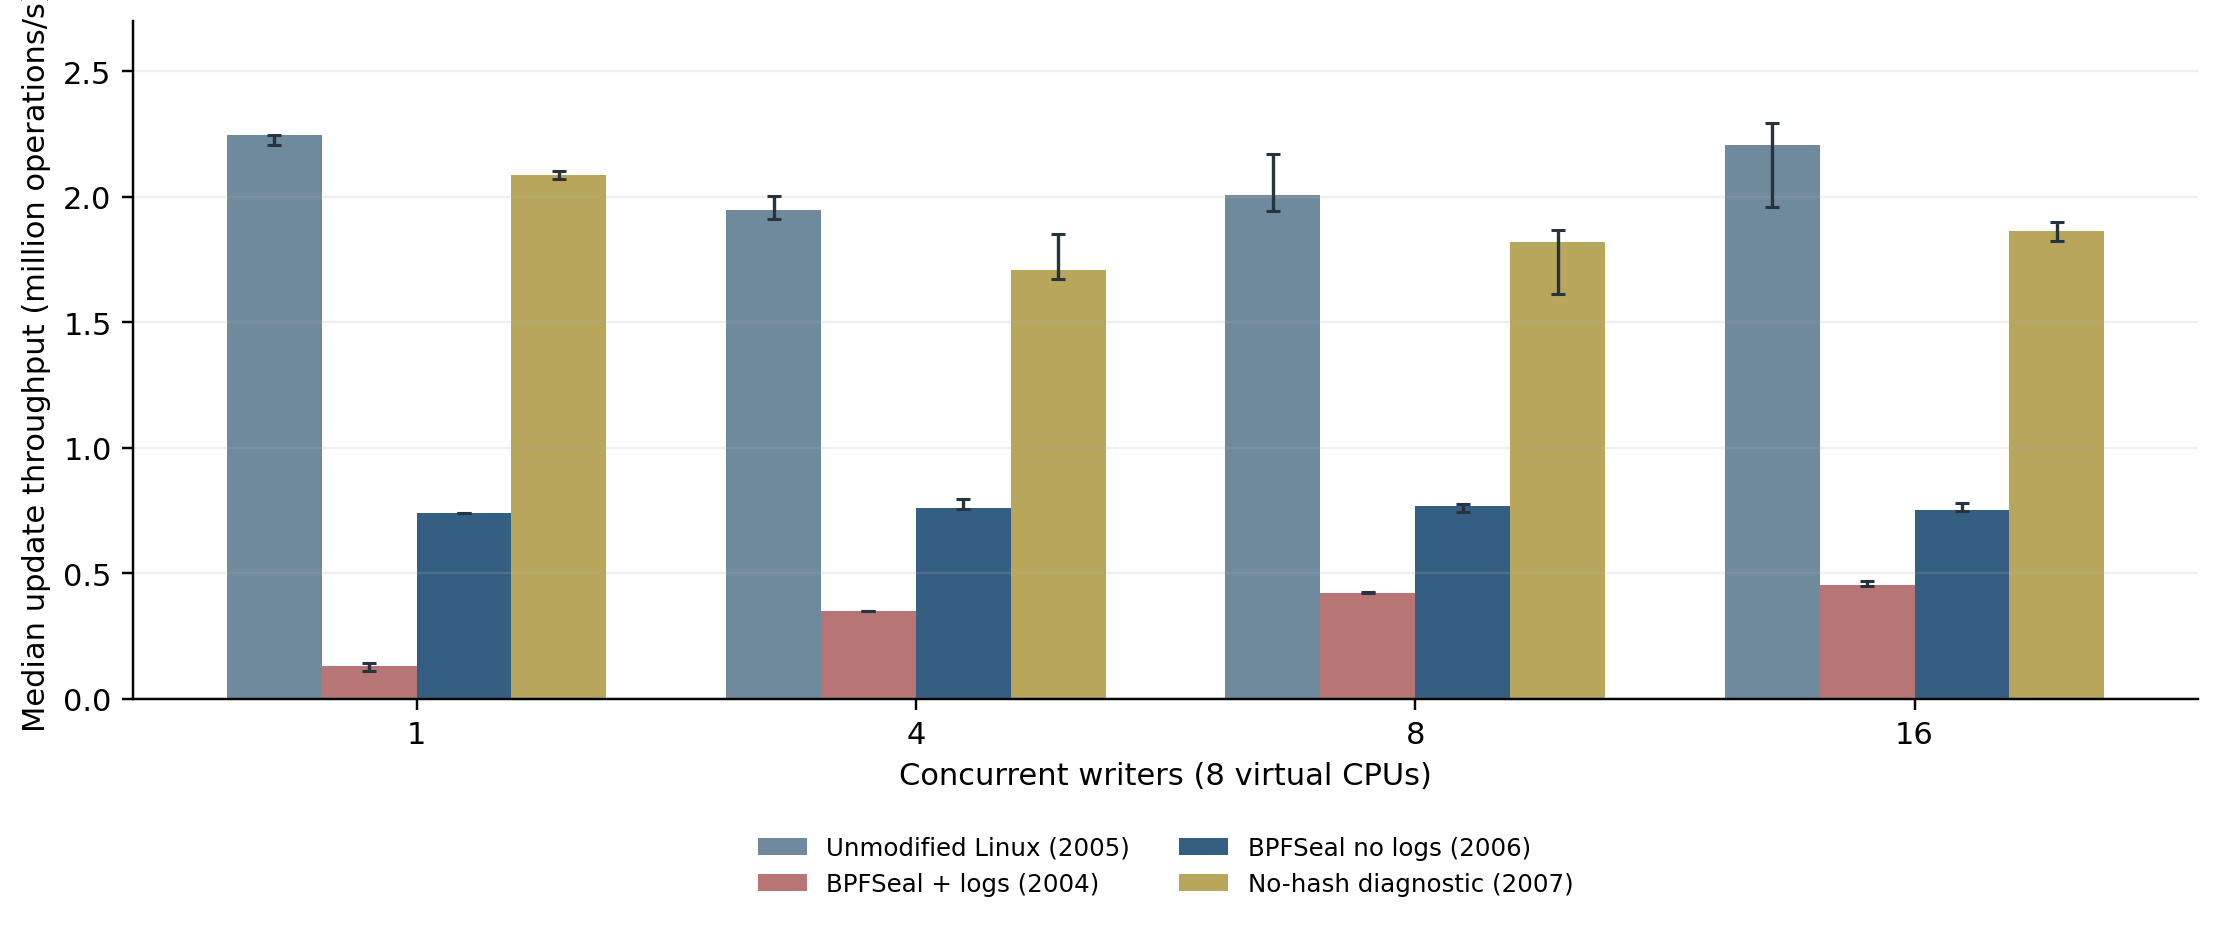 Median update throughput (million operations/s)
2.5
2.0
1.5
1.0
0.5
0.0
1
4
8
16
Concurrent writers (8 virtual CPUs)
Unmodified Linux (2005)
BPFSeal + logs (2004)
BPFSeal no logs (2006)
No-hash diagnostic (2007)